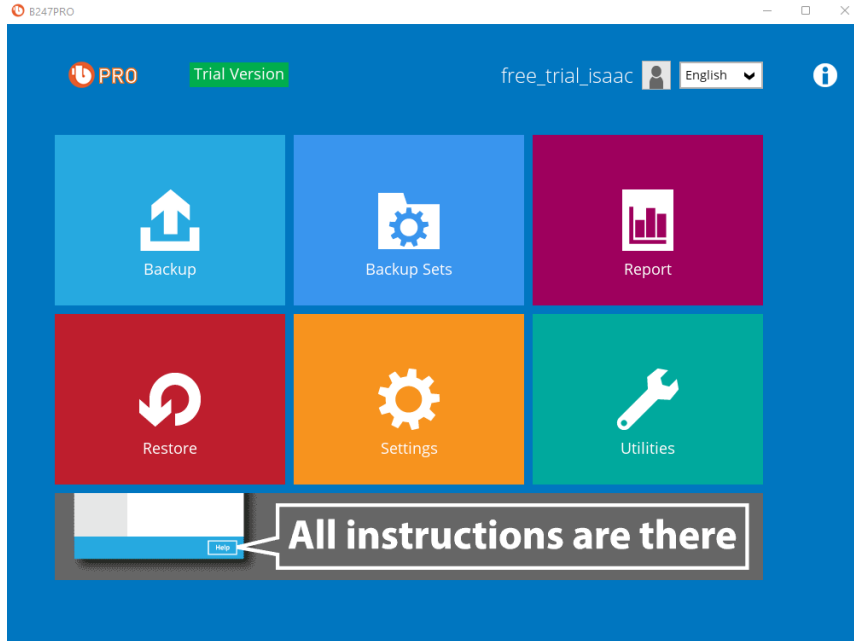 B247PRO
PRO
Trial Version
free_trial_isaac
English
Backup
Backup Sets
Report
Restore
Settings
Utilities
Help
All instructions are there